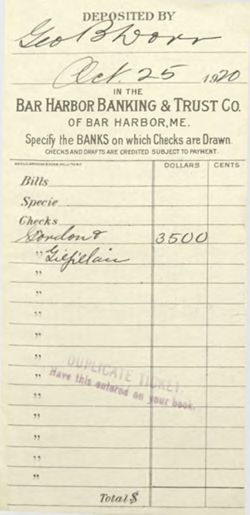 DEPOSITED BY
Geo B Dorr
Oct 25 1920
IN THE
BAR HARBOR BANKING & TRUST CO.
OF BAR HARBOR, ME.
Specify the BANKS on which Checks are Drawn.
CHECKS AND DRAFTS ARE CREDITED SUBJECT TO PAYMENT.
DOLLARS CENTS
Bills
Specie
Checks
Gordon & 3500
" Gilfillan
"
"
"
"
"
DUPLICATE TICKET.
" Have this entered on your book.
"
"
"
"
"
Total $